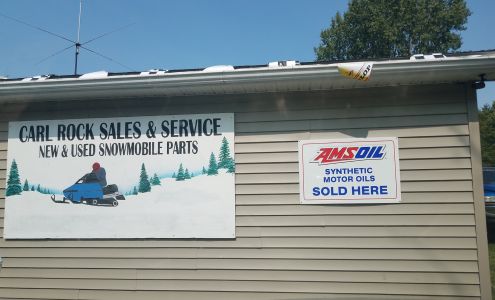 CARL ROCK SALES & SERVICE
NEW & USED SNOWMOBILE PARTS
AMSOIL
SYNTHETIC
MOTOR OILS
SOLD HERE